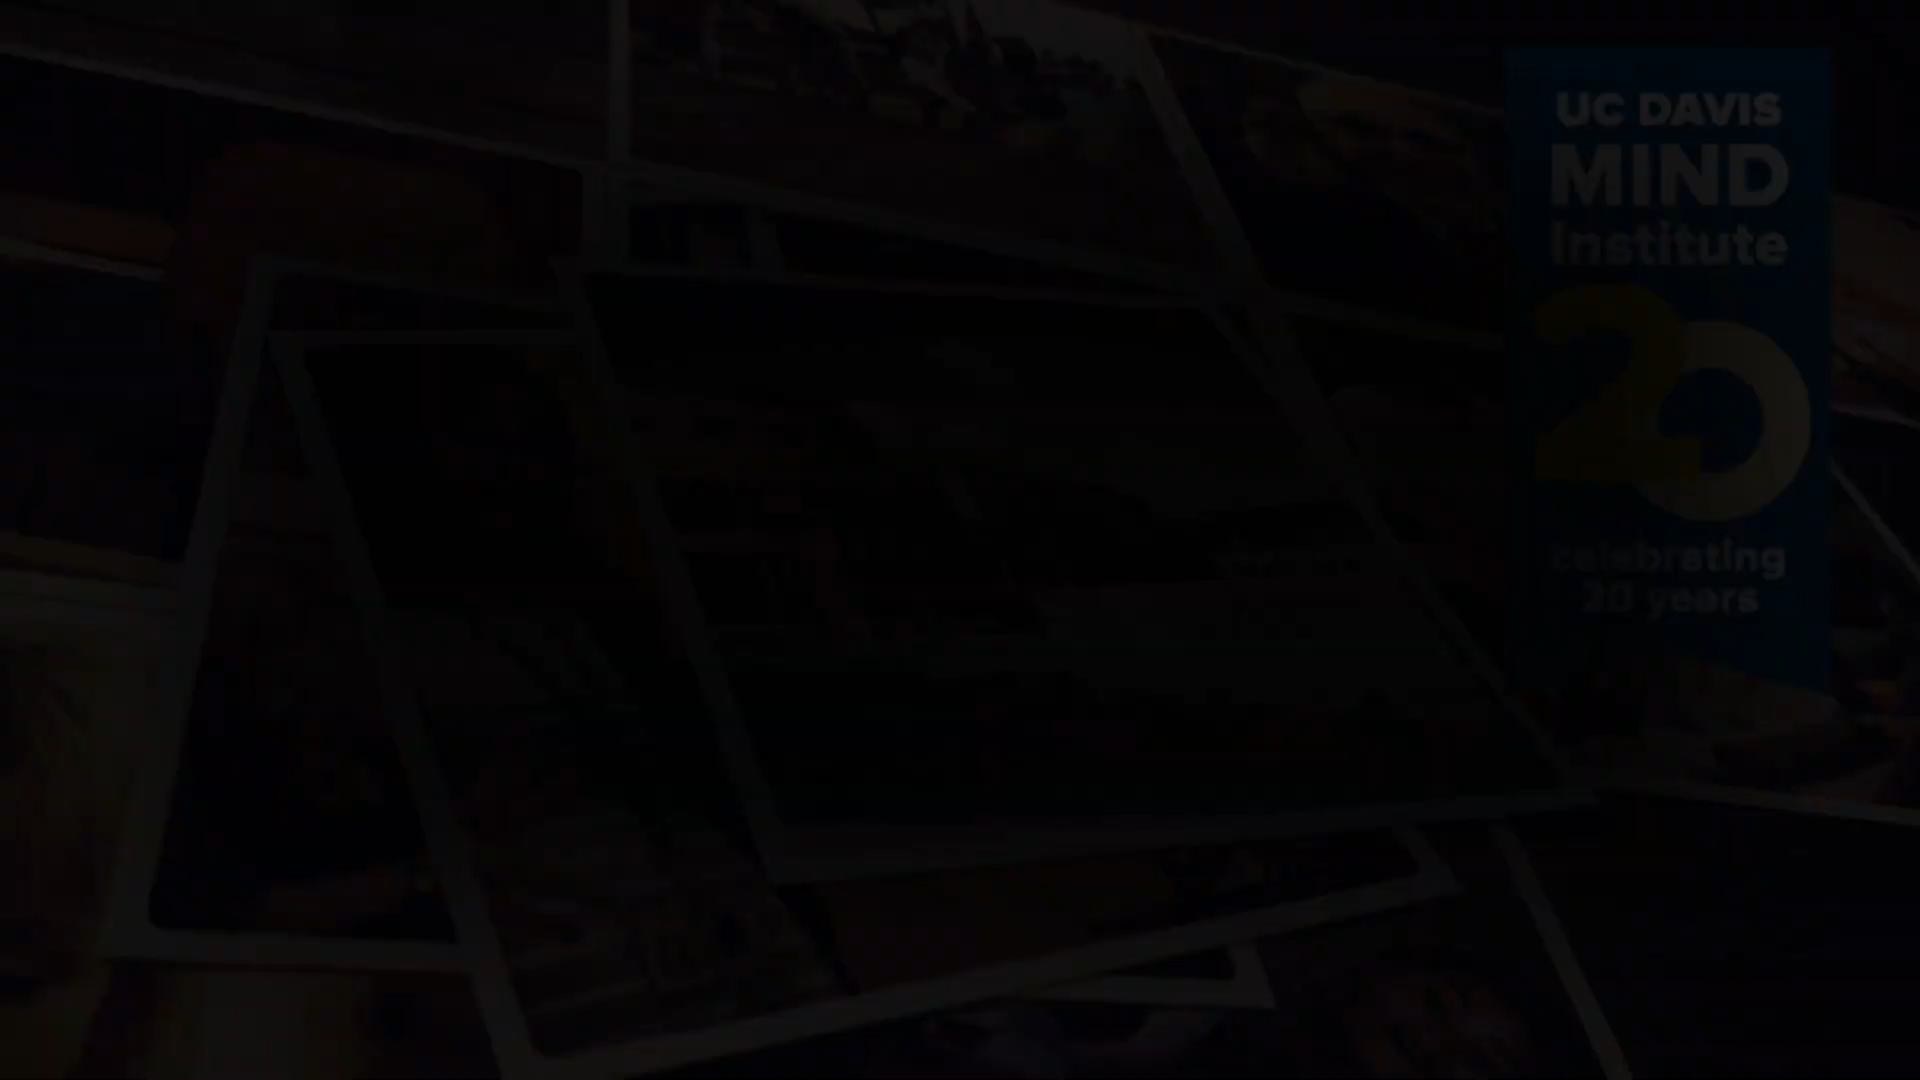 UC DAVIS
MIND
Institute
20
celebrating
20 years